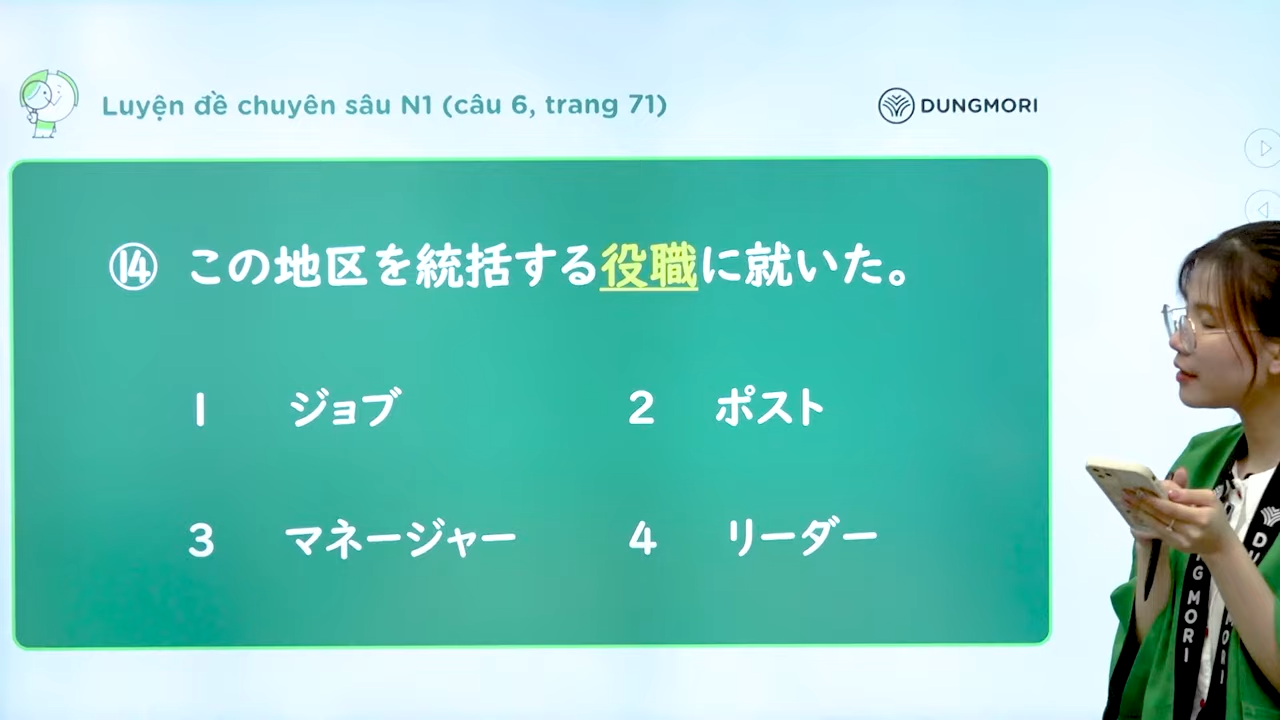 Luyện đề chuyên sâu N1 (câu 6, trang 71)
DUNGMORI
⑭ この地区を統括する役職に就いた。
1 ジョブ
2 ポスト
3 マネージャー
4 リーダー